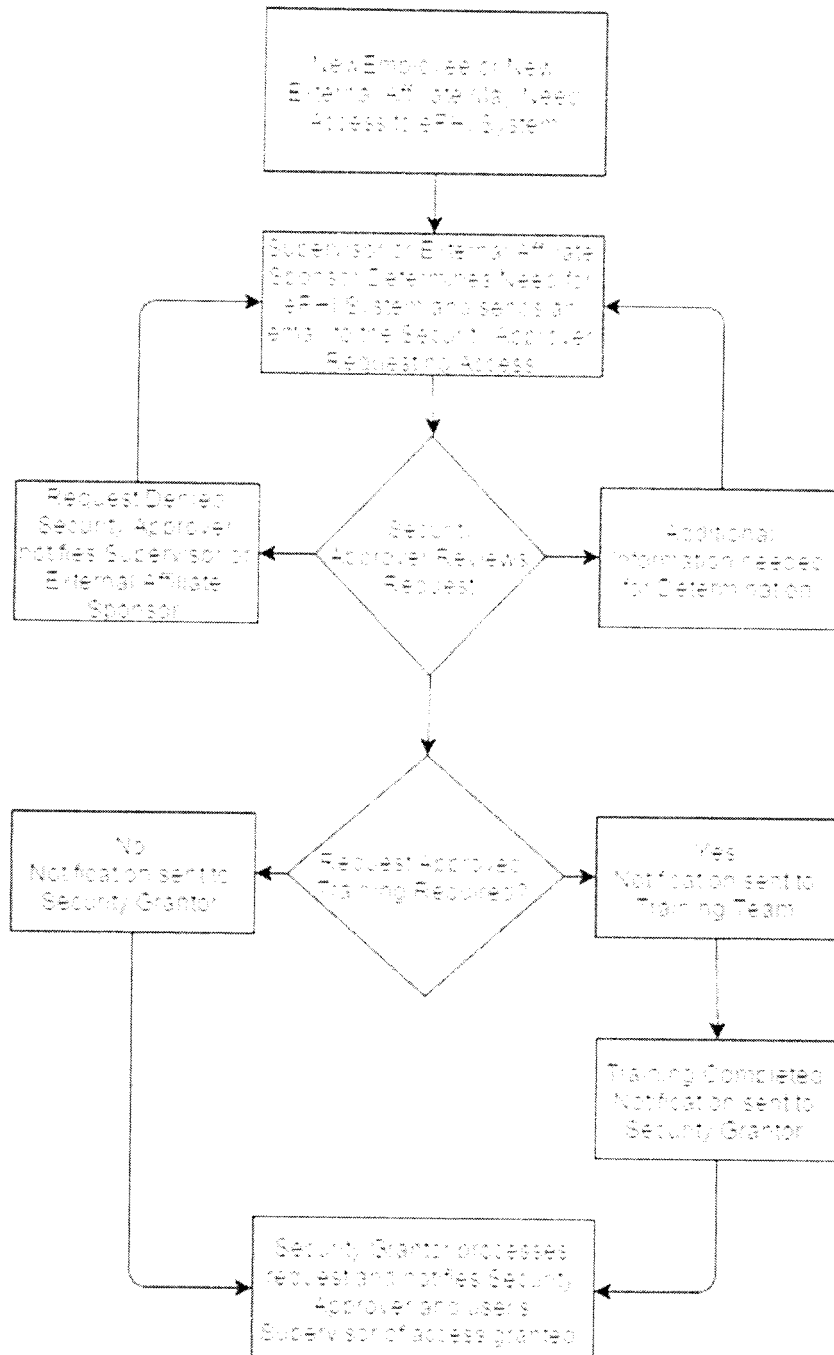 New Employee or New
External Affiliate May Need
Access to eRHI System
Supervisor or External Affiliate
Sponsor Determines Need for
System and sends an
email to the Security Approver
Requesting Access
Request Denied
Security Approver
notifies Supervisor or
External Affiliate
Sponsor
Security
Approver Reviews
Request
Additional
Information needed
for Determination
No
Notification sent to
Security Grantor
Request Approved
Training Required?
Yes
Notification sent to
Training Team
Training Completed
Notification sent to
Security Grantor
Security Grantor processes
request and notifies Security
Approver and users
Supervisor of access granted